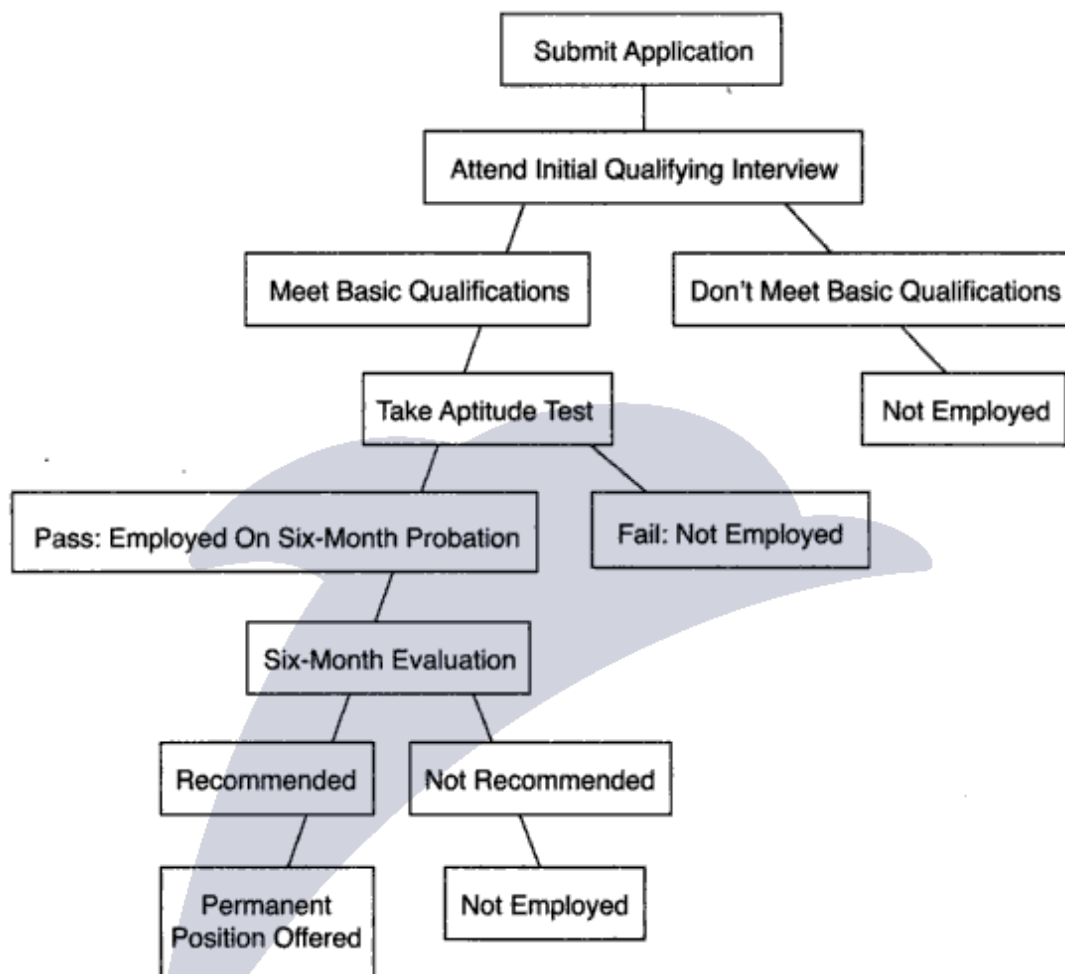 Submit Application
Attend Initial Qualifying Interview
Meet Basic Qualifications
Don't Meet Basic Qualifications
Take Aptitude Test
Not Employed
Pass: Employed On Six-Month Probation
Fail: Not Employed
Six-Month Evaluation
Recommended
Not Recommended
Permanent
Position Offered
Not Employed